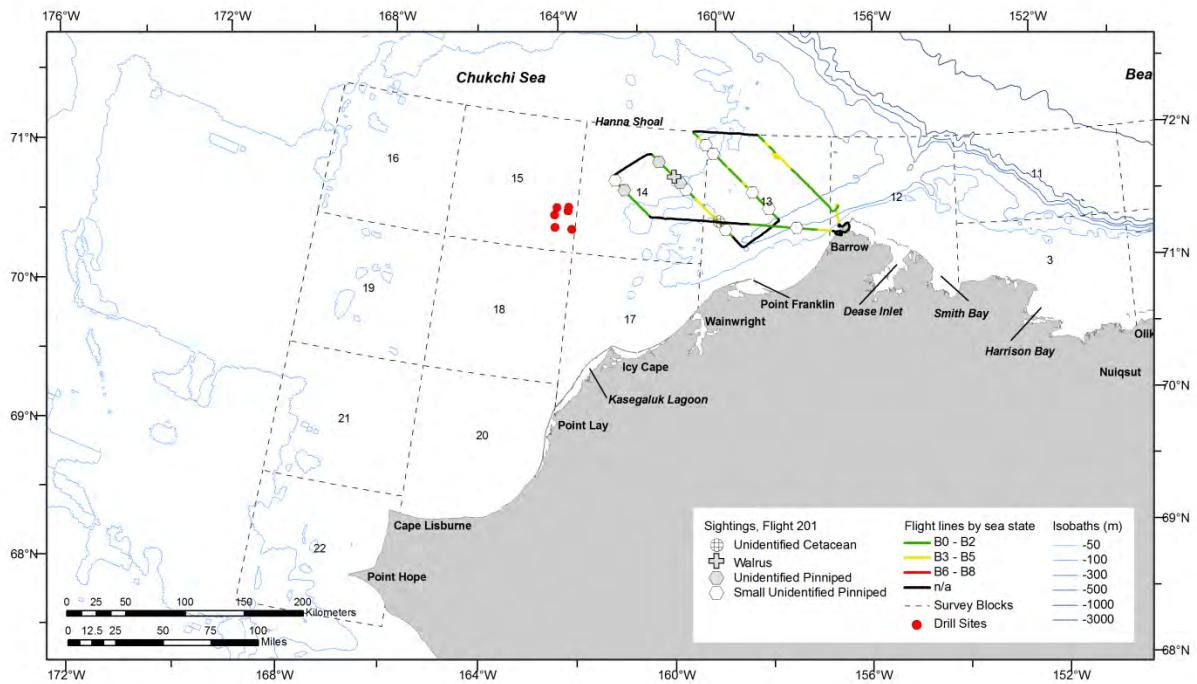 176°W 172°W 168°W 164°W 160°W 156°W 152°W
Chukchi Sea
Bea
72°N
71°N
Hanna Shoal
16
15
14
13
12
11
71°N
Barrow
3
70°N
19
18
17
Point Franklin
Dease Inlet
Smith Bay
Wainwright
Harrison Bay
Olik
Icy Cape
Nuiqsut
Kasegaluk Lagoon
70°N
69°N
21
20
Point Lay
Cape Lisburne
69°N
22
68°N
Point Hope
Sightings, Flight 201
Unidentified Cetacean
Walrus
Unidentified Pinniped
Small Unidentified Pinniped
Flight lines by sea state
B0 - B2
B3 - B5
B6 - B8
n/a
Survey Blocks
Drill Sites
Isobaths (m)
-50
-100
-300
-500
-1000
-3000
0 25 50 100 150 200
Kilometers
0 12.5 25 50 75 100
Miles
68°N
172°W 168°W 164°W 160°W 156°W 152°W